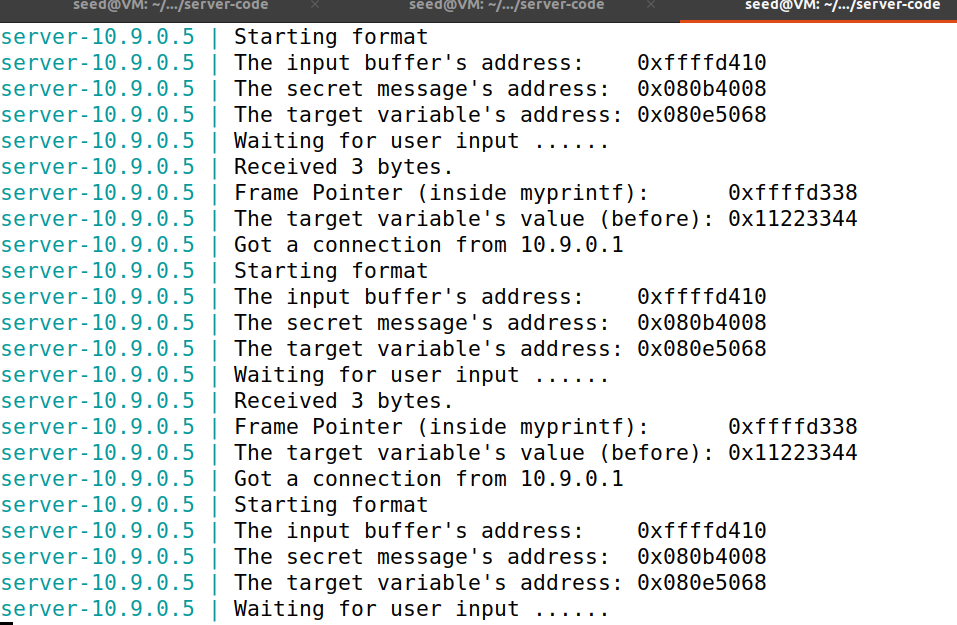 seed@VM: ~/.../server-code × seed@VM: ~/.../server-code × seed@VM: ~/.../server-code
server-10.9.0.5 | Starting format
server-10.9.0.5 | The input buffer's address:    0xffffd410
server-10.9.0.5 | The secret message's address:  0x080b4008
server-10.9.0.5 | The target variable's address: 0x080e5068
server-10.9.0.5 | Waiting for user input ......
server-10.9.0.5 | Received 3 bytes.
server-10.9.0.5 | Frame Pointer (inside myprintf):      0xffffd338
server-10.9.0.5 | The target variable's value (before): 0x11223344
server-10.9.0.5 | Got a connection from 10.9.0.1
server-10.9.0.5 | Starting format
server-10.9.0.5 | The input buffer's address:    0xffffd410
server-10.9.0.5 | The secret message's address:  0x080b4008
server-10.9.0.5 | The target variable's address: 0x080e5068
server-10.9.0.5 | Waiting for user input ......
server-10.9.0.5 | Received 3 bytes.
server-10.9.0.5 | Frame Pointer (inside myprintf):      0xffffd338
server-10.9.0.5 | The target variable's value (before): 0x11223344
server-10.9.0.5 | Got a connection from 10.9.0.1
server-10.9.0.5 | Starting format
server-10.9.0.5 | The input buffer's address:    0xffffd410
server-10.9.0.5 | The secret message's address:  0x080b4008
server-10.9.0.5 | The target variable's address: 0x080e5068
server-10.9.0.5 | Waiting for user input ......